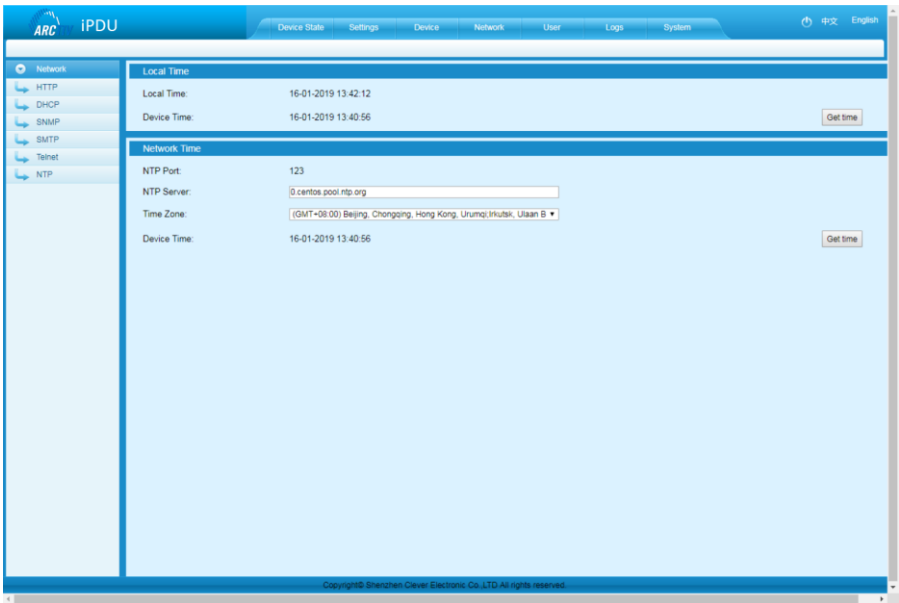 ARC iPDU
Device State Settings Device Network User Logs System
中文 English
Network
HTTP
DHCP
SNMP
SMTP
Telnet
NTP
Local Time
Local Time: 16-01-2019 13:42:12
Device Time: 16-01-2019 13:40:56 Get time
Network Time
NTP Port: 123
NTP Server: 0.centos.pool.ntp.org
Time Zone: (GMT+08:00) Beijing, Chongqing, Hong Kong, Urumqi;Irkutsk, Ulaan B
Device Time: 16-01-2019 13:40:56 Get time
Copyright© Shenzhen Clever Electronic Co.,LTD All rights reserved.